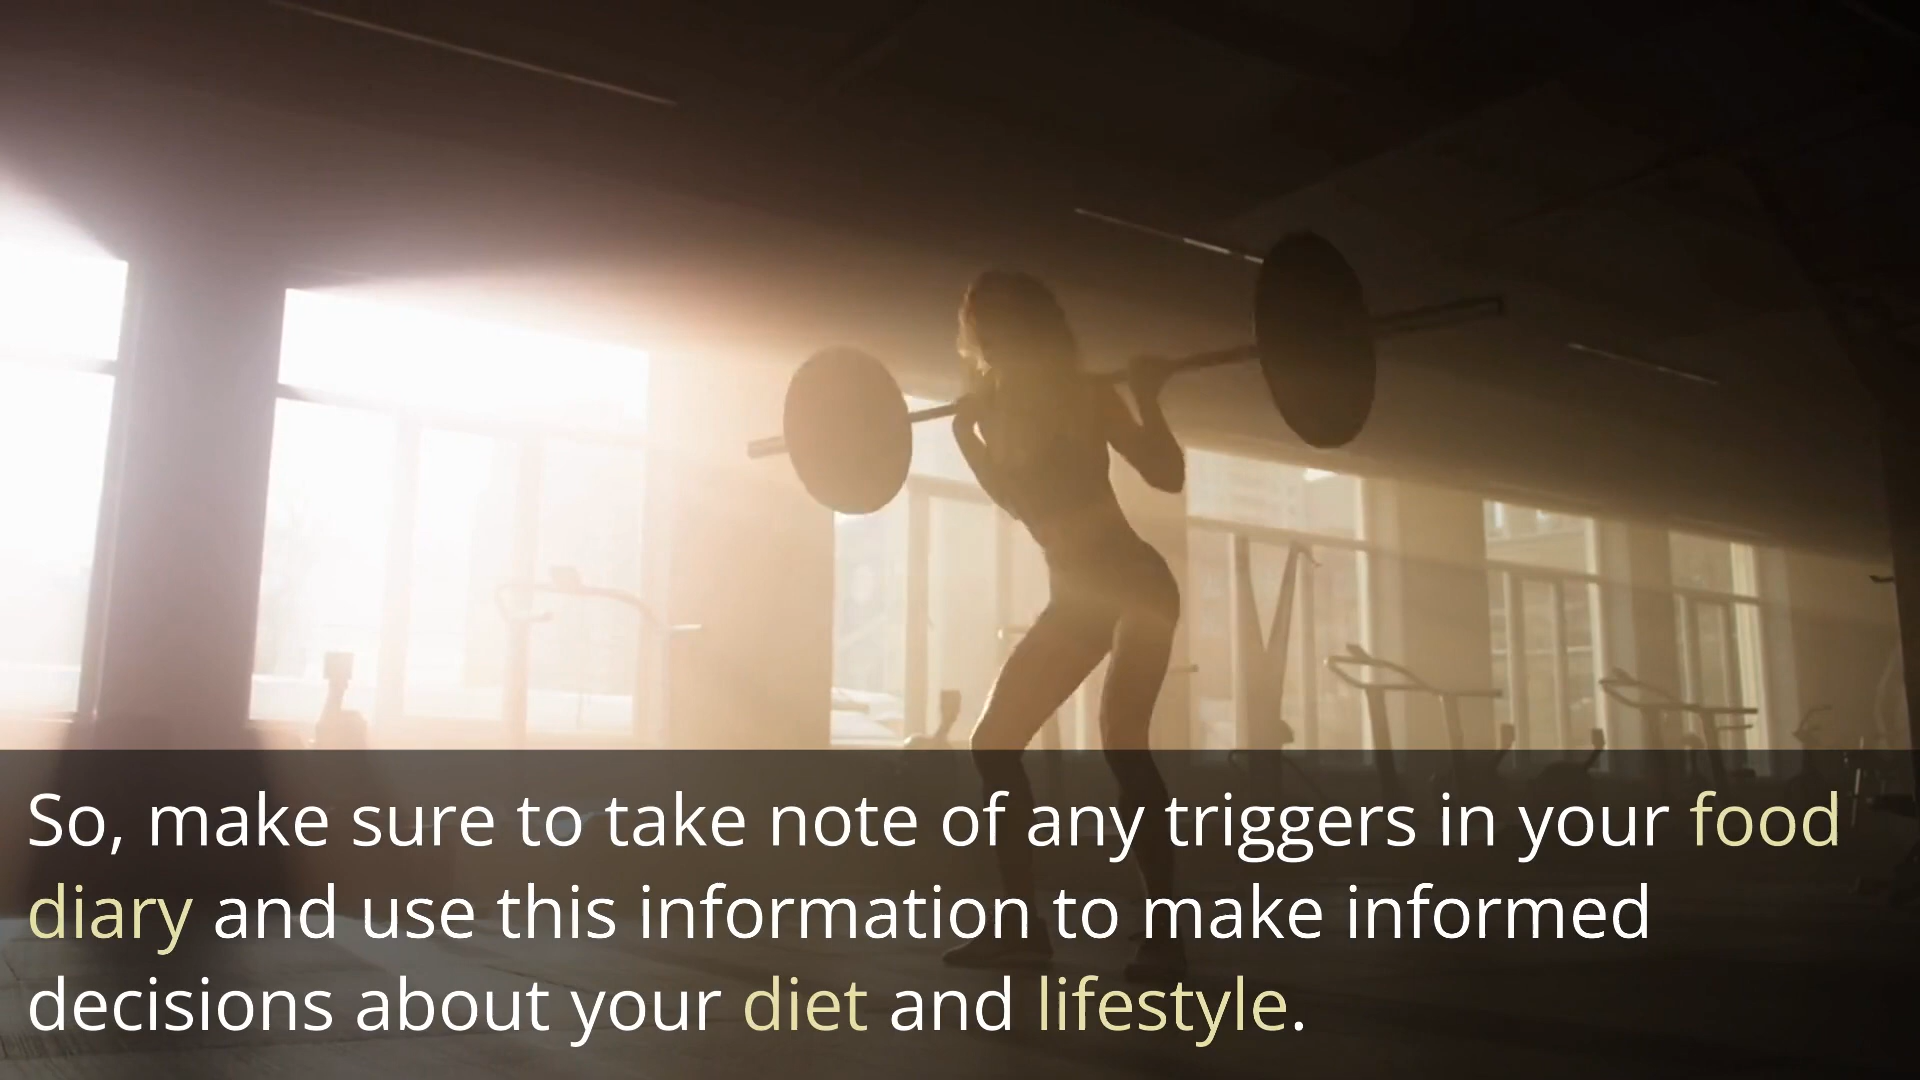 So, make sure to take note of any triggers in your food
diary and use this information to make informed
decisions about your diet and lifestyle.